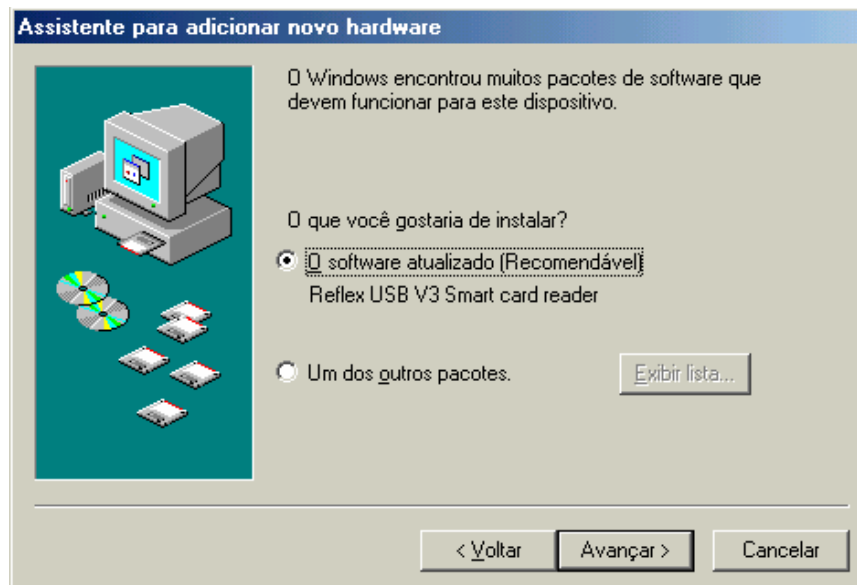 Assistente para adicionar novo hardware
O Windows encontrou muitos pacotes de software que
devem funcionar para este dispositivo.
O que você gostaria de instalar?
O software atualizado (Recomendável)
Reflex USB V3 Smart card reader
Um dos outros pacotes.
Exibir lista...
< Voltar
Avançar >
Cancelar